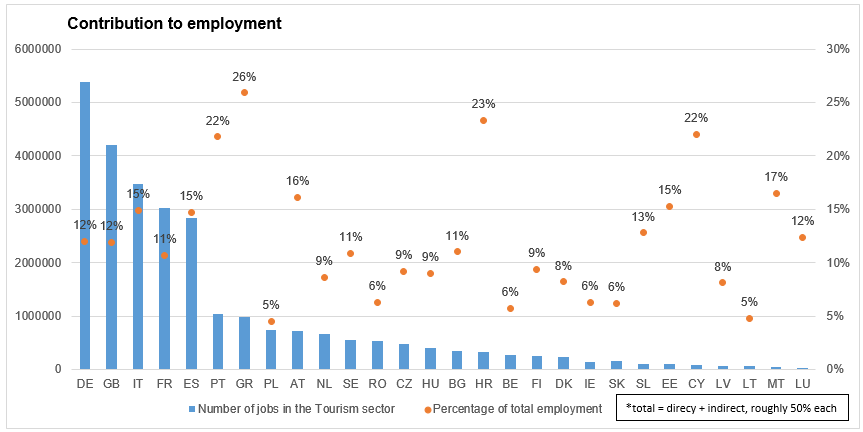 Contribution to employment
6000000 30%
5000000 25%
4000000 20%
3000000 15%
2000000 10%
1000000 5%
0 0%
12% 12% 15% 11% 15% 22% 26% 5% 16% 9% 11% 6% 9% 9% 11% 23% 6% 9% 8% 6% 6% 13% 15% 22% 8% 5% 17% 12%
DE GB IT FR ES PT GR PL AT NL SE RO CZ HU BG HR BE FI DK IE SK SL EE CY LV LT MT LU
Number of jobs in the Tourism sector Percentage of total employment
*total = direcy + indirect, roughly 50% each